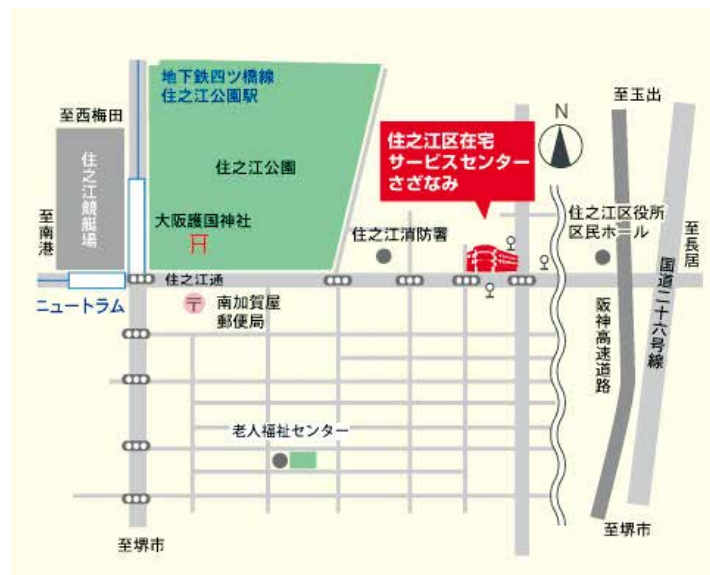 地下鉄四ツ橋線
住之江公園駅
至西梅田
至玉出
N
住之江競艇場
住之江公園
住之江区在宅
サービスセンター
さざなみ
至南港
大阪護国神社
住之江消防署
住之江区役所
区民ホール
至長居
住之江通
ニュートラム
〒
南加賀屋
郵便局
国道二十六号線
阪神高速道路
老人福祉センター
至堺市
至堺市